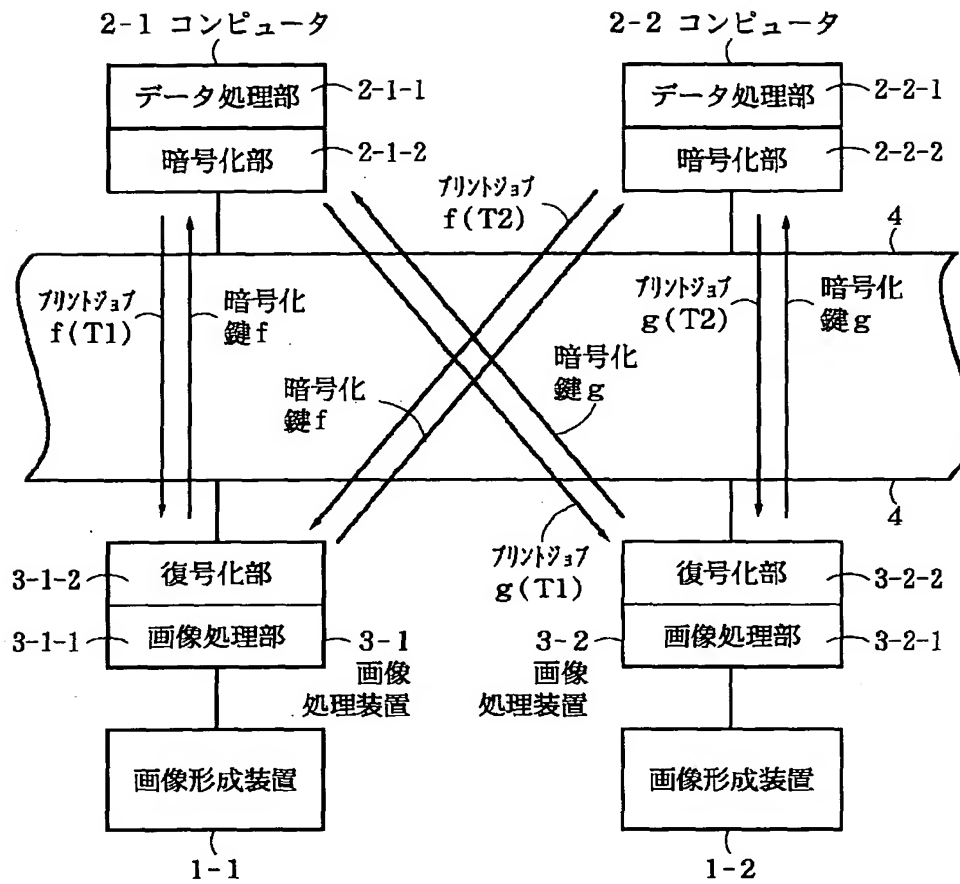 2-1 コンピュータ
2-2 コンピュータ
データ処理部
2-1-1
データ処理部
2-2-1
暗号化部
2-1-2
暗号化部
2-2-2
プリントジョブ
f(T2)
4
プリントジョブ
f(T1)
暗号化
鍵f
プリントジョブ
g(T2)
暗号化
鍵g
暗号化
鍵f
暗号化
鍵g
4
プリントジョブ
g(T1)
3-1-2
復号化部
復号化部
3-2-2
3-1-1
画像処理部
3-1
画像
処理装置
3-2
画像
処理装置
画像処理部
3-2-1
画像形成装置
画像形成装置
1-1
1-2